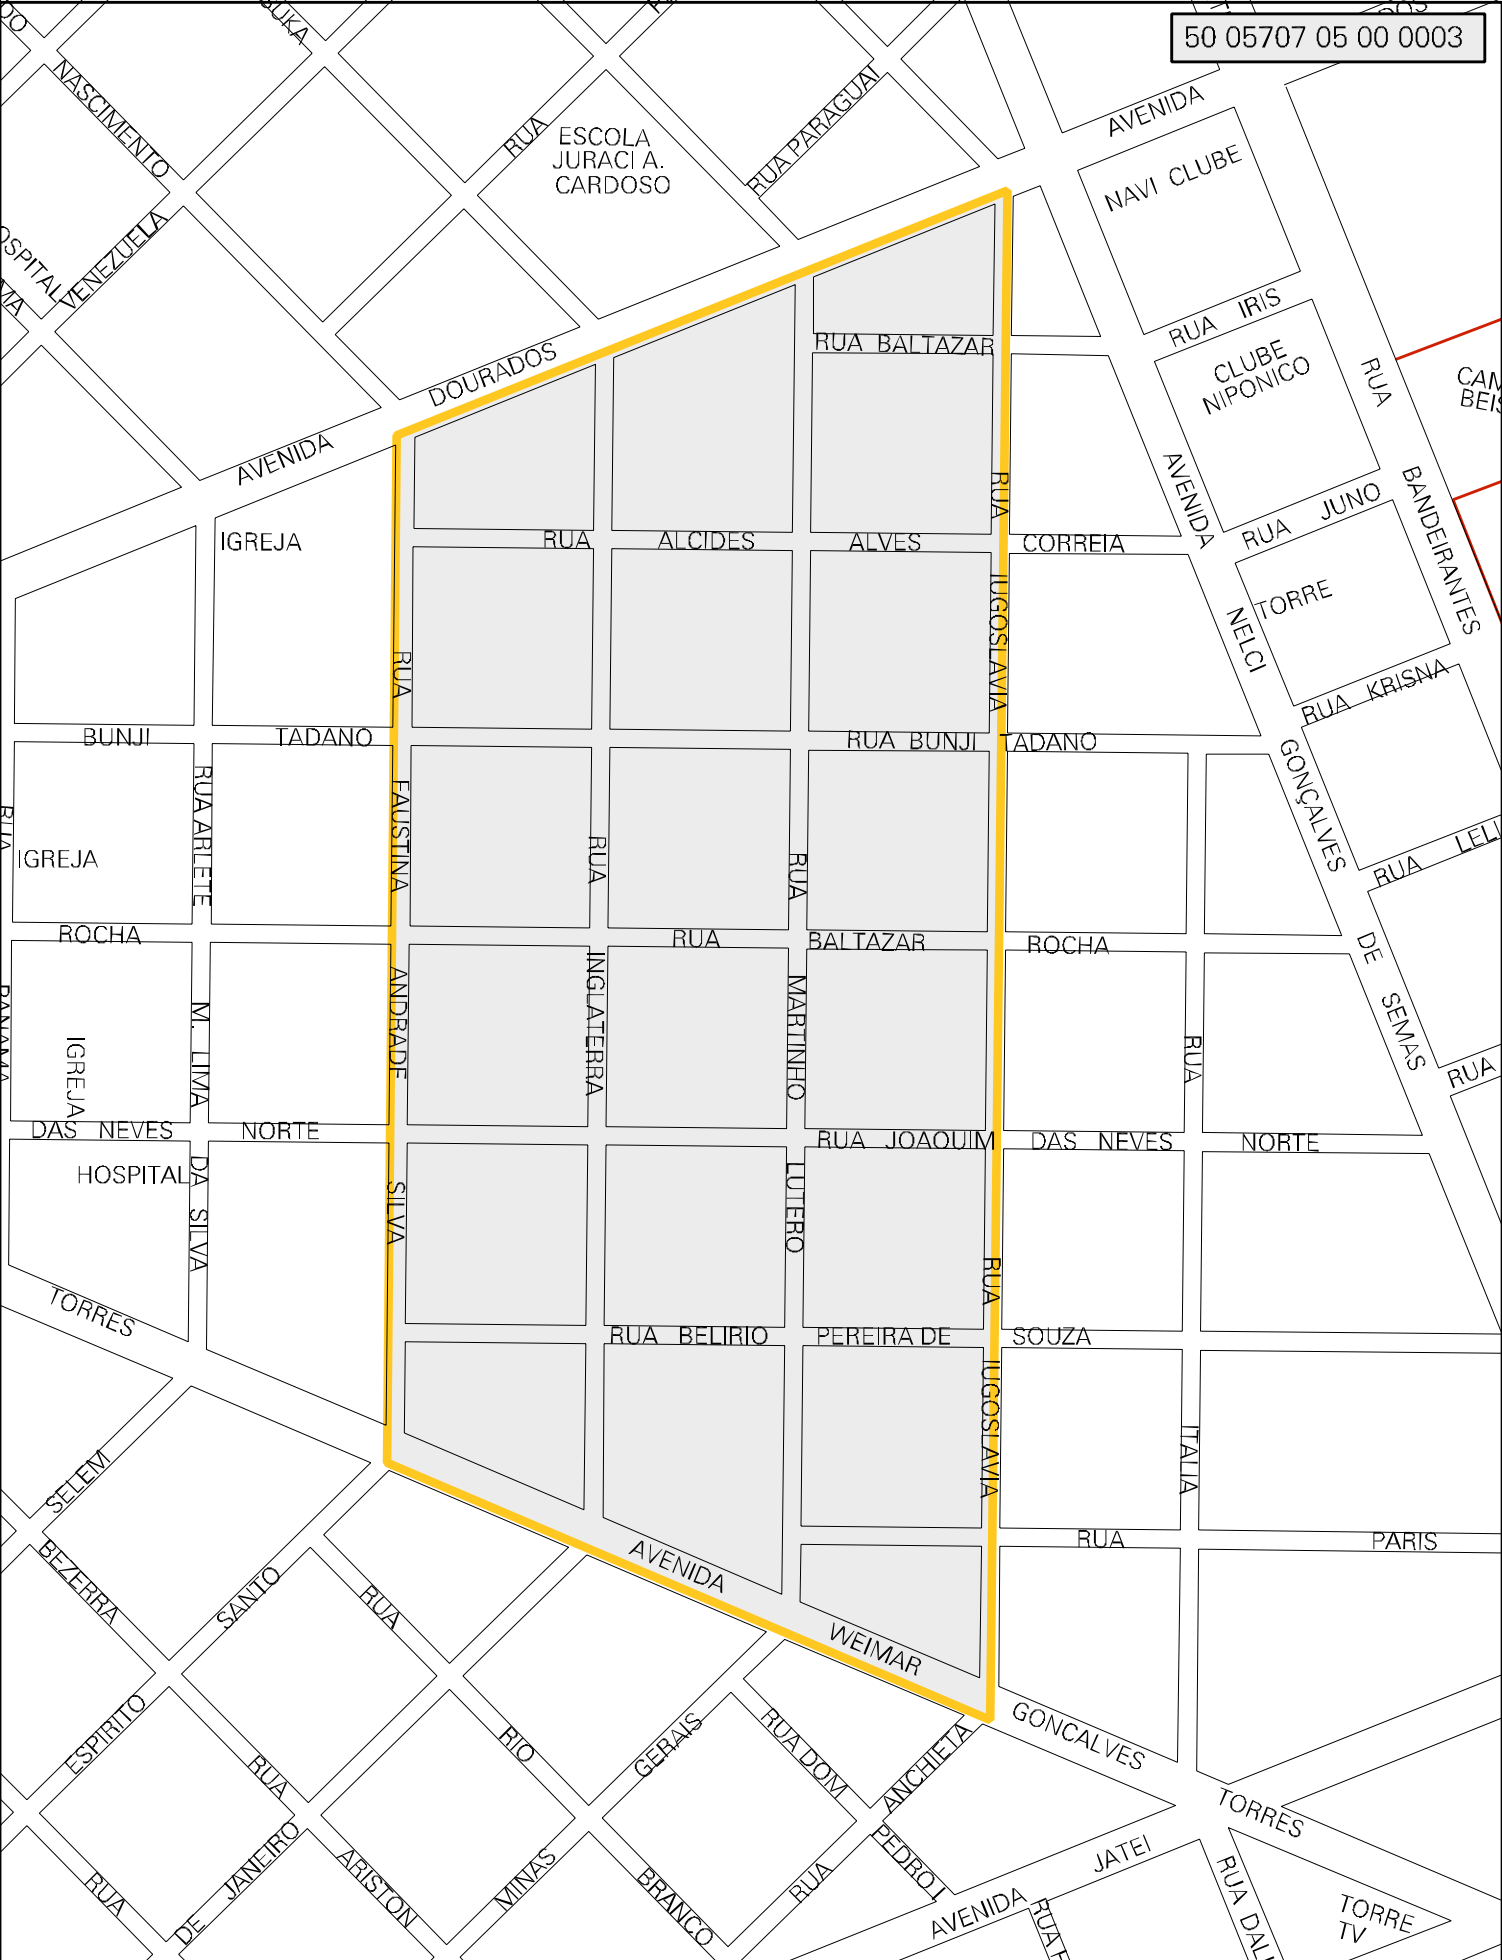 50 05707 05 00 0003
NASCIMENTO
RUA
ESCOLA
JURACI A.
CARDOSO
RUA PARAGUAI
AVENIDA
NAVI CLUBE
VENEZUELA
RUA IRIS
RUA BALTAZAR
CLUBE
NIPONICO
RUA
DOURADOS
AVENIDA
AVENIDA
RUA JUNO
BANDEIRANTES
IGREJA
RUA ALCIDES ALVES CORREIA
RUA
IUGOSLAVIA
TORRE
NELCI
RUA
RUA KRISNA
BUNJI TADANO
RUA BUNJI TADANO
GONÇALVES
RUA ARLETE
FAUSTINA
RUA
RUA
IGREJA
RUA
ROCHA
RUA BALTAZAR ROCHA
DE SEMAS
ANDRADE
INGLATERRA
MARTINHO
M. LIMA
IGREJA
RUA
RUA
DAS NEVES NORTE
RUA JOAQUIM DAS NEVES NORTE
HOSPITAL
DA SILVA
SILVA
LUTERO
RUA
TORRES
RUA BELIRIO PEREIRA DE SOUZA
IUGOSLAVIA
ITALIA
SELEM
RUA PARIS
BEZERRA
SANTO
RUA
AVENIDA
WEIMAR
GONCALVES
TORRES
ESPIRITO
RUA
RIO
GERAIS
RUA DOM
ANCHIETA
PEDRO I
JATEI
RUA
DE JANEIRO
ARISTON
MINAS
BRANCO
RUA
AVENIDA
TORRE
TV